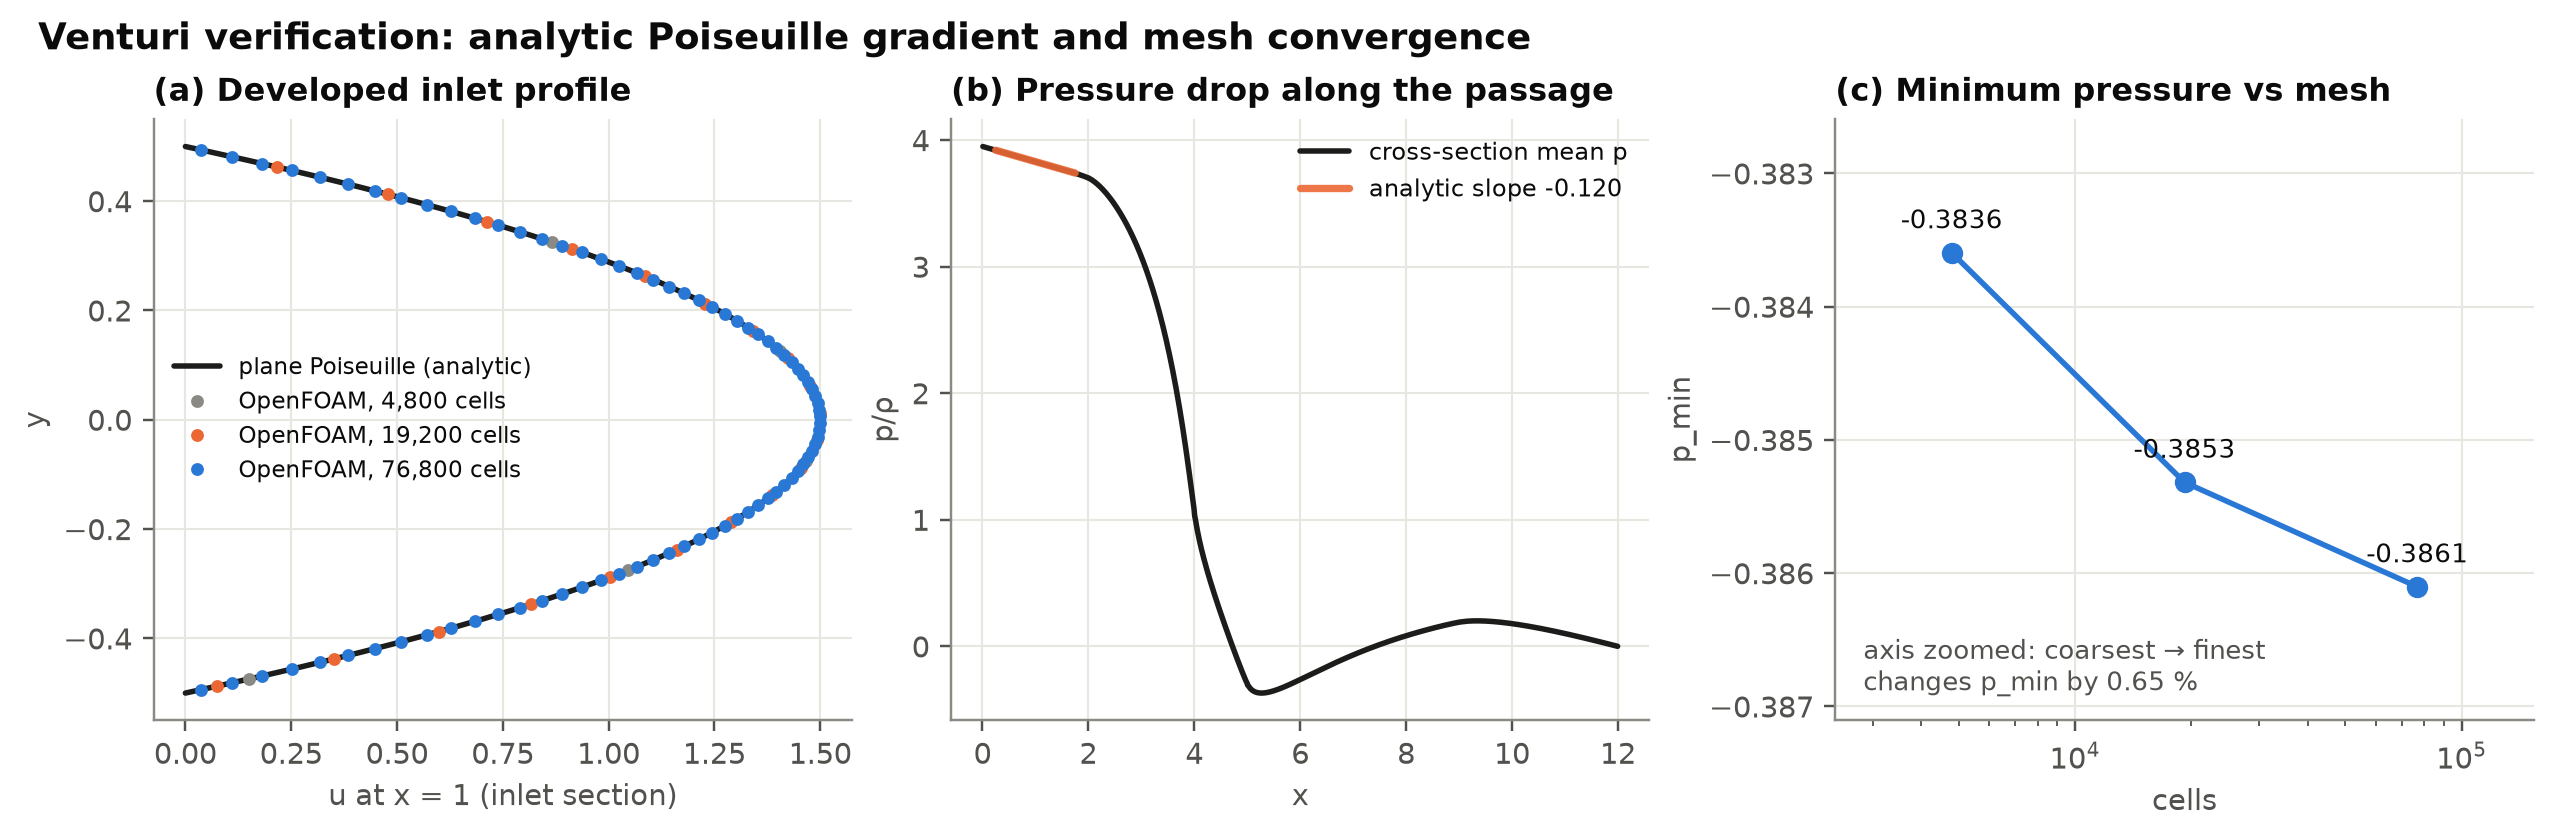 Venturi verification: analytic Poiseuille gradient and mesh convergence
(a) Developed inlet profile
y
0.4
0.2
0.0
−0.2
−0.4
plane Poiseuille (analytic)
OpenFOAM, 4,800 cells
OpenFOAM, 19,200 cells
OpenFOAM, 76,800 cells
0.00 0.25 0.50 0.75 1.00 1.25 1.50
u at x = 1 (inlet section)
(b) Pressure drop along the passage
p/ρ
4
3
2
1
0
cross-section mean p
analytic slope -0.120
0 2 4 6 8 10 12
x
(c) Minimum pressure vs mesh
p_min
−0.383
−0.384
−0.385
−0.386
−0.387
-0.3836
-0.3853
-0.3861
axis zoomed: coarsest → finest
changes p_min by 0.65 %
10⁴ 10⁵
cells